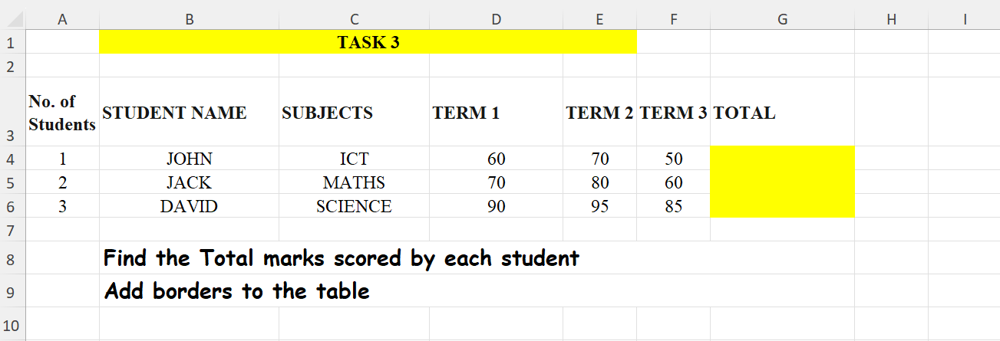 A B C D E F G H I
1 TASK 3
2
3 No. of Students STUDENT NAME SUBJECTS TERM 1 TERM 2 TERM 3 TOTAL
4 1 JOHN ICT 60 70 50
5 2 JACK MATHS 70 80 60
6 3 DAVID SCIENCE 90 95 85
7
8 Find the Total marks scored by each student
9 Add borders to the table
10